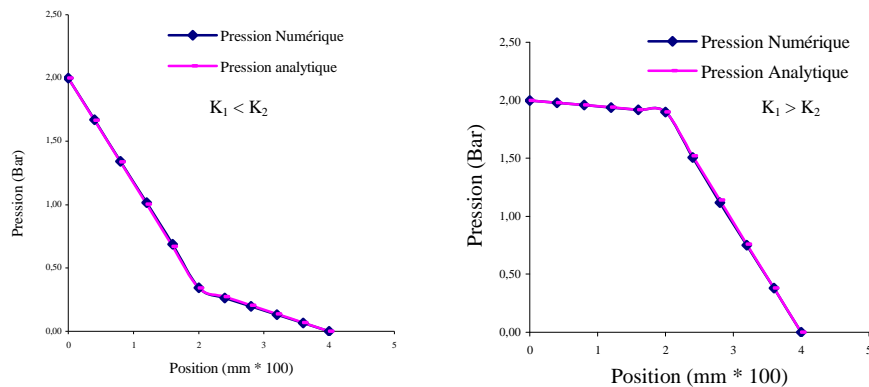 2,50
Pression Numérique
Pression analytique
2,00
K1 < K2
1,50
1,00
0,50
0,00
0 1 2 3 4 5
Pression (Bar)
Position (mm * 100)
2,50
Pression Numérique
Pression Analytique
2,00
K1 > K2
1,50
1,00
0,50
0,00
0 1 2 3 4 5
Pression (Bar)
Position (mm * 100)